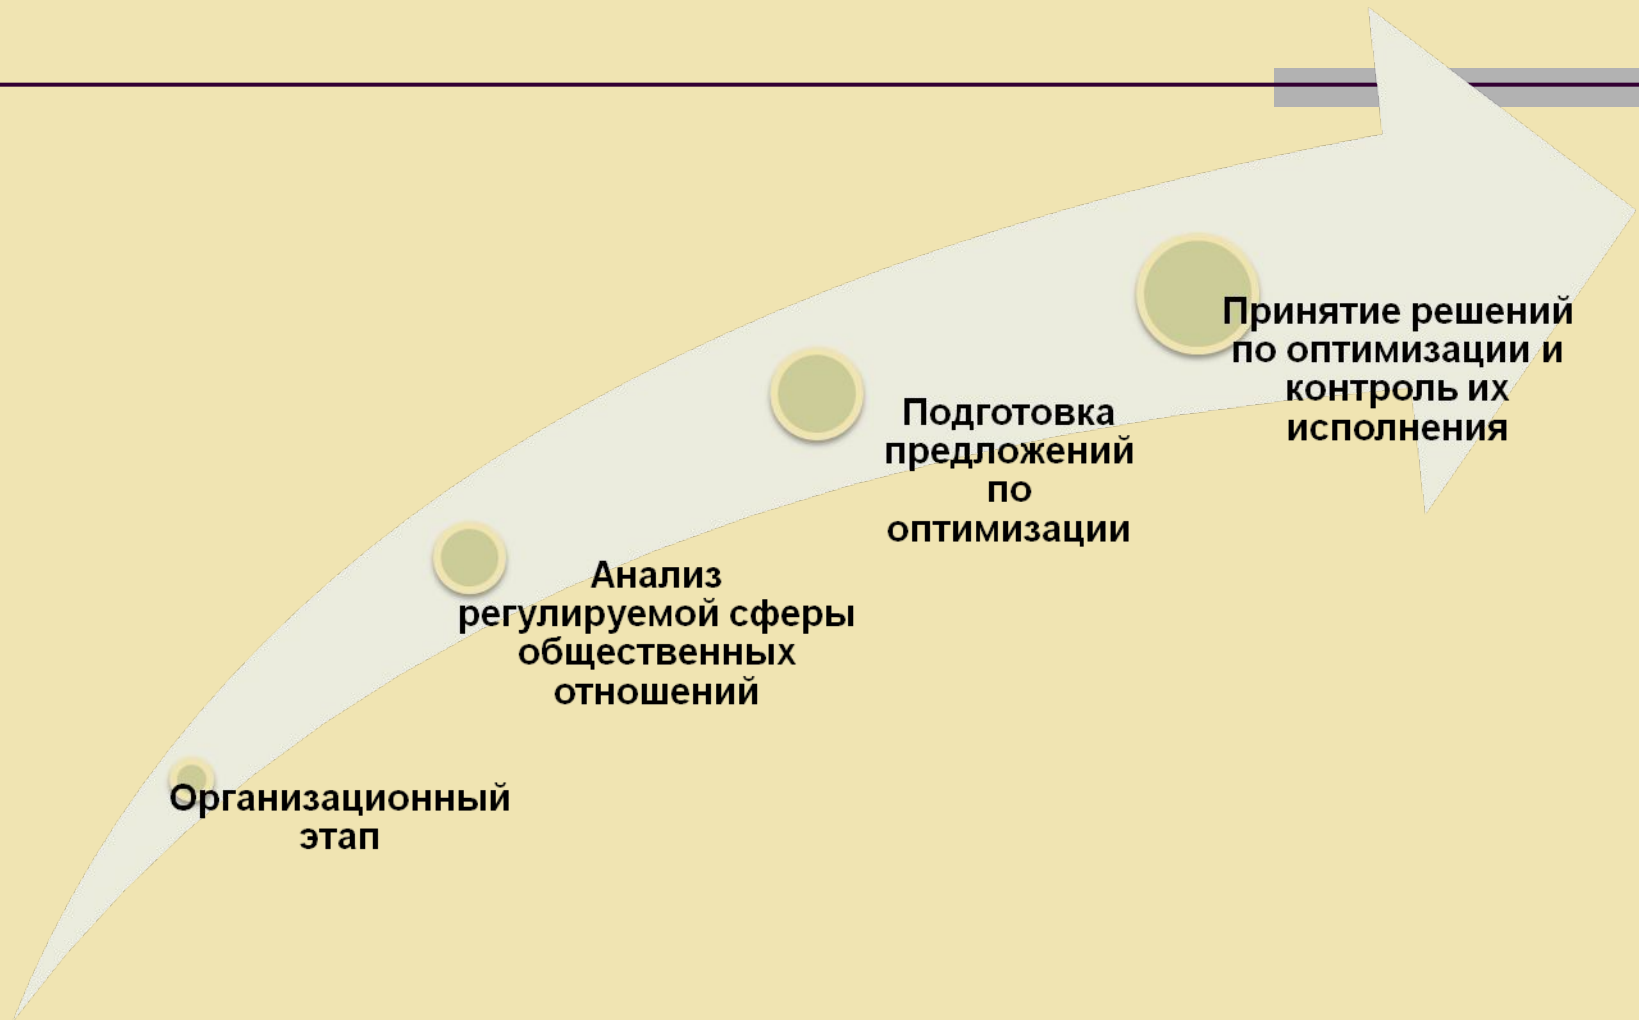 Принятие решений
по оптимизации и
контроль их
исполнения
Подготовка
предложений
по
оптимизации
Анализ
регулируемой сферы
общественных
отношений
Организационный
этап